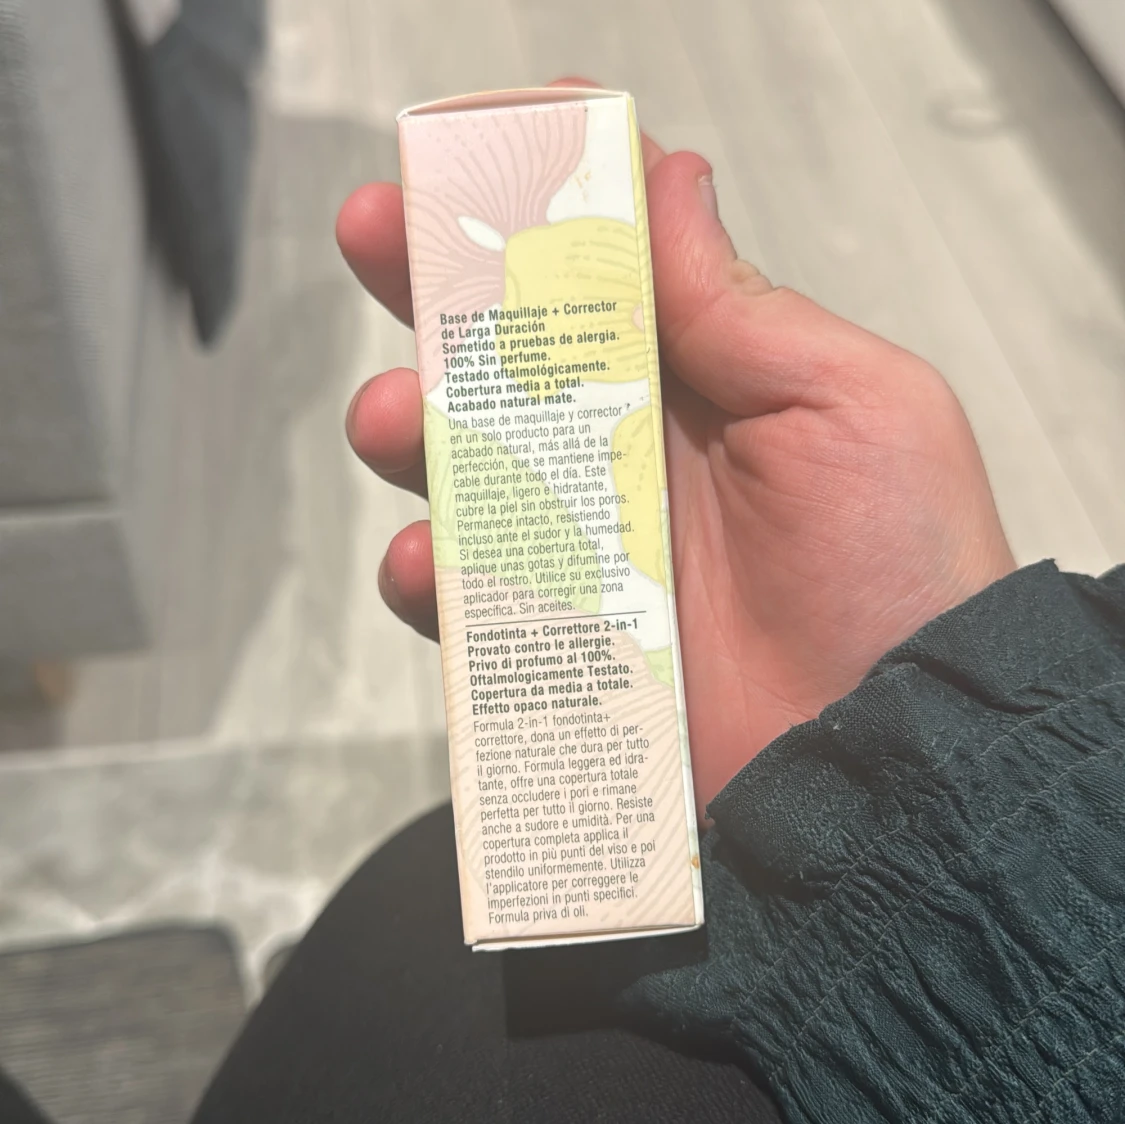 Base de Maquillaje + Corrector
de Larga Duración
Sometido a pruebas de alergia.
100% Sin perfume.
Testado oftalmológicamente.
Cobertura media a total.
Acabado natural mate.
Una base de maquillaje y corrector
en un solo producto para un
acabado natural, más allá de la
perfección, que se mantiene impe-
cable durante todo el día. Este
maquillaje, ligero e hidratante,
cubre la piel sin obstruir los poros.
Permanece intacto, resistiendo
incluso ante el sudor y la humedad.
Si desea una cobertura total,
aplique unas gotas y difumine por
todo el rostro. Utilice su exclusivo
aplicador para corregir una zona
específica. Sin aceites.
Fondotinta + Correttore 2-in-1
Provato contro le allergie.
Privo di profumo al 100%.
Oftalmologicamente Testato.
Copertura da media a totale.
Effetto opaco naturale.
Formula 2-in-1 fondotinta+
correttore, dona un effetto di per-
fezione naturale che dura per tutto
il giorno. Formula leggera ed idra-
tante, offre una copertura totale
senza occludere i pori e rimane
perfetta per tutto il giorno. Resiste
anche a sudore e umidità. Per una
copertura completa applica il
prodotto in più punti del viso e poi
stendilo uniformemente. Utilizza
l'applicatore per correggere le
imperfezioni in punti specifici.
Formula priva di oli.